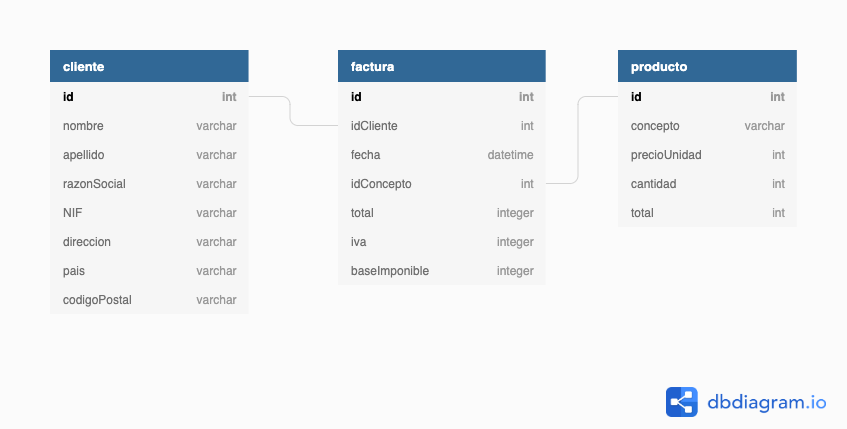 cliente
id int
nombre varchar
apellido varchar
razonSocial varchar
NIF varchar
direccion varchar
pais varchar
codigoPostal varchar
factura
id int
idCliente int
fecha datetime
idConcepto int
total integer
iva integer
baseImponible integer
producto
id int
concepto varchar
precioUnidad int
cantidad int
total int
dbdiagram.io